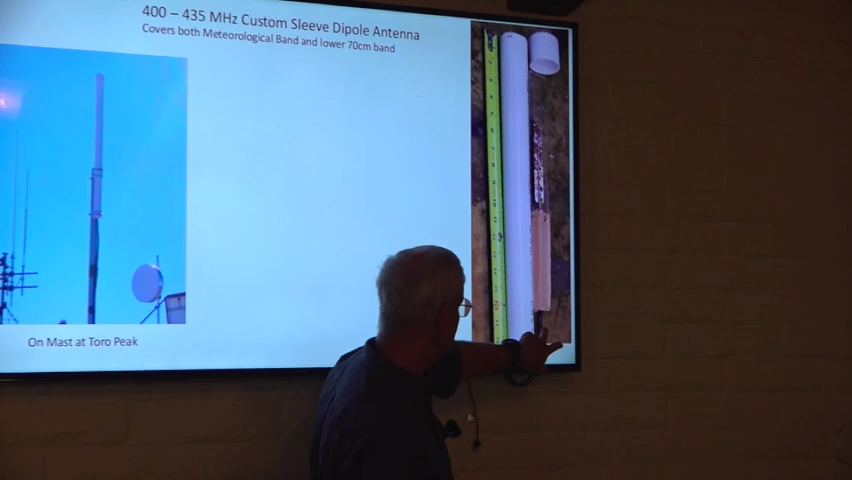 400 – 435 MHz Custom Sleeve Dipole Antenna
Covers both Meteorological Band and lower 70cm band
On Mast at Toro Peak